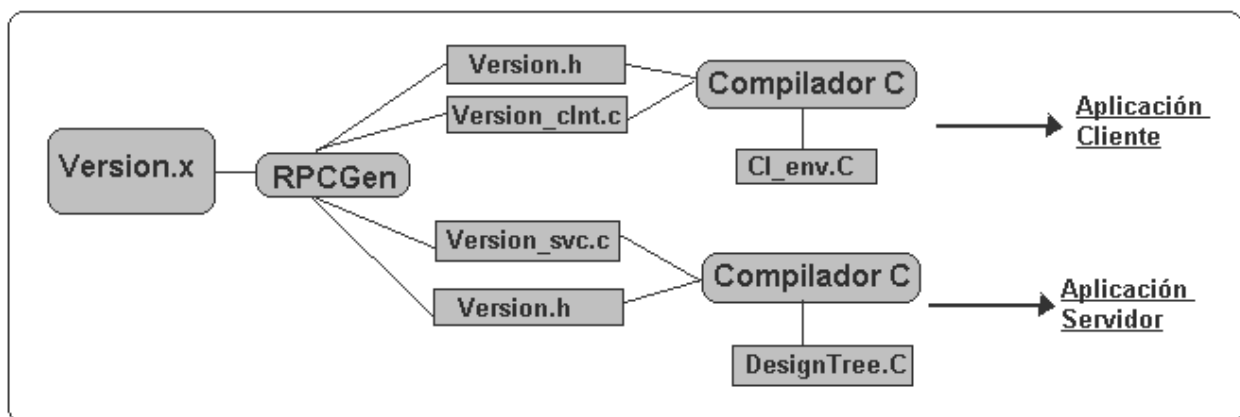 Version.x
RPCGen
Version.h
Version_clnt.c
Compilador C
Cl_env.C
Aplicación
Cliente
Version_svc.c
Version.h
Compilador C
DesignTree.C
Aplicación
Servidor